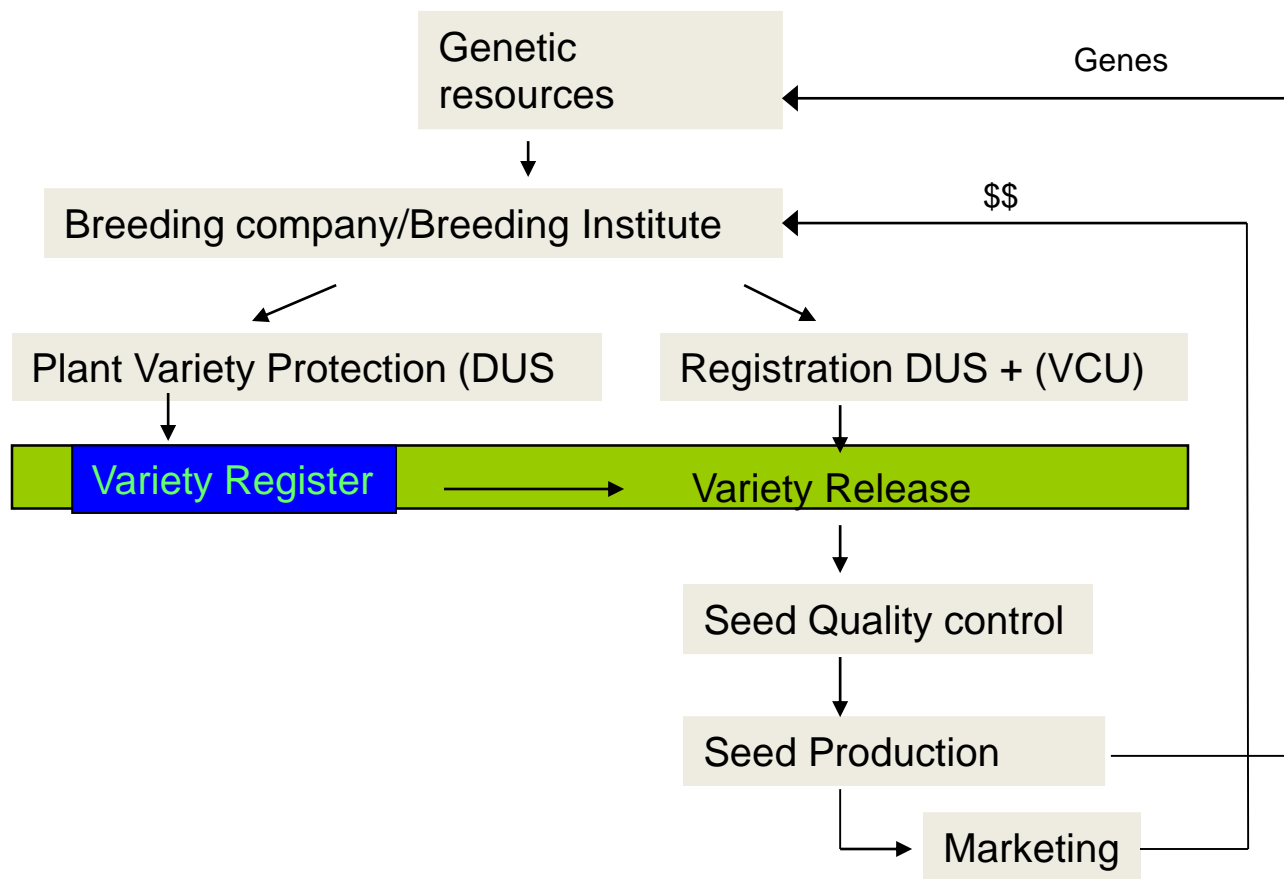 Genetic
resources
Genes
$$
Breeding company/Breeding Institute
Plant Variety Protection (DUS
Registration DUS + (VCU)
Variety Register
Variety Release
Seed Quality control
Seed Production
Marketing